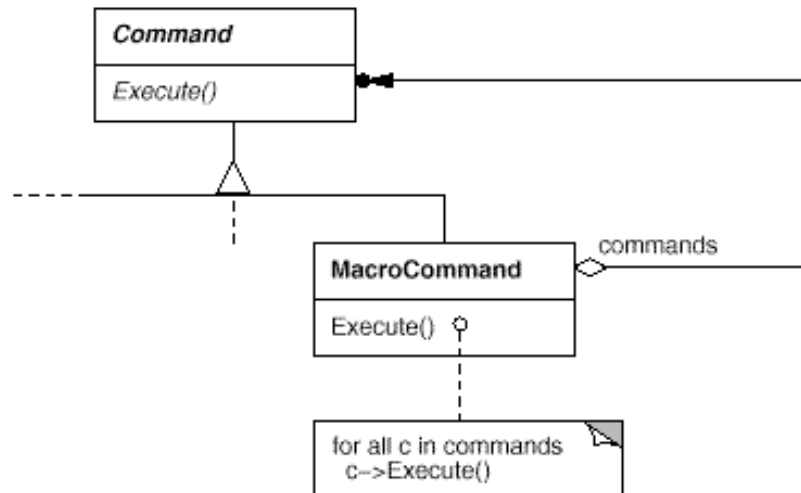 Command
Execute()
commands
MacroCommand
Execute()
for all c in commands
c->Execute()